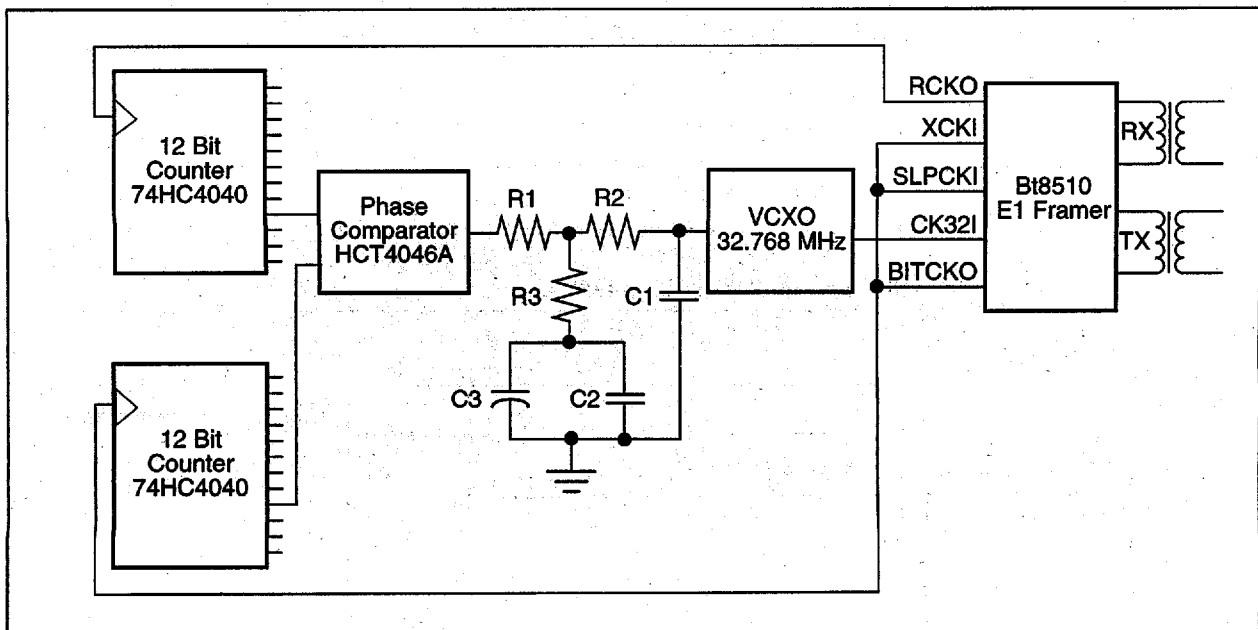 12 Bit
Counter
74HC4040
Phase
Comparator
HCT4046A
R1
R2
R3
C1
C3
C2
VCXO
32.768 MHz
RCKO
XCKI
SLPCKI
CK32I
BITCKO
Bt8510
E1 Framer
RX
TX
12 Bit
Counter
74HC4040